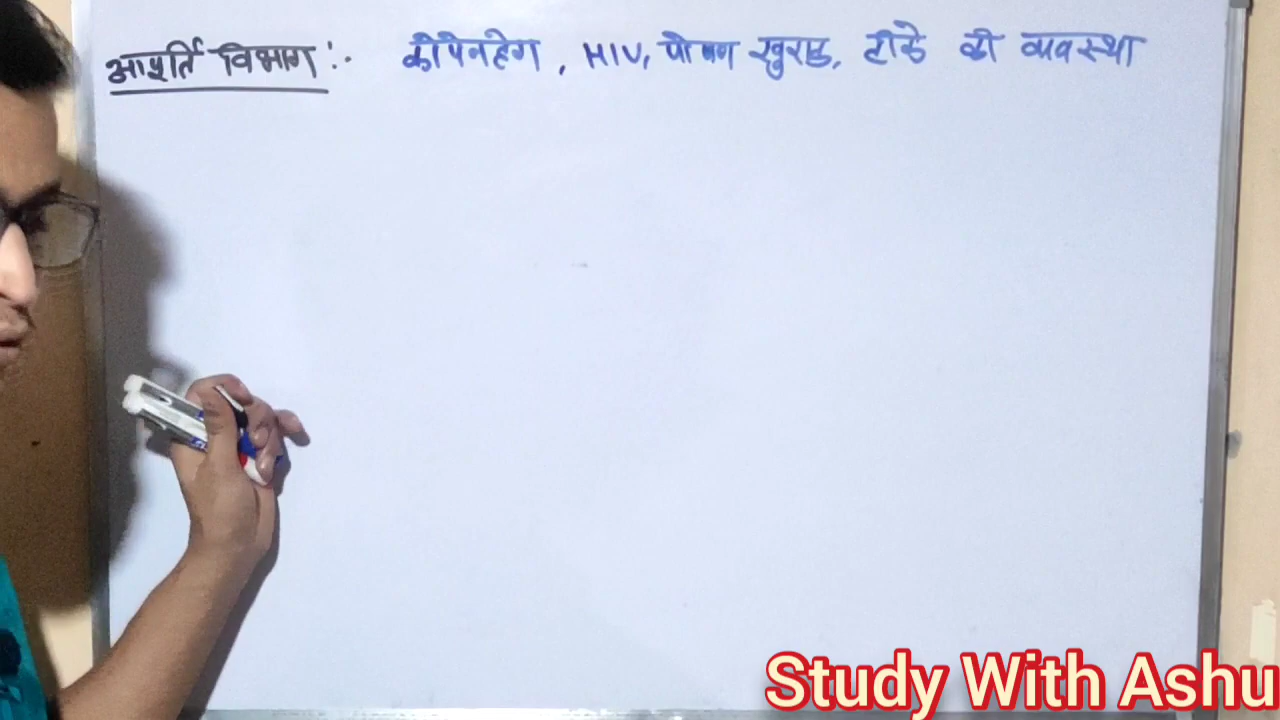 आपूर्ति विभाग :- कोपेनहेगन, HIV, पोषण खुराक, टीके की व्यवस्था
Study With Ashu